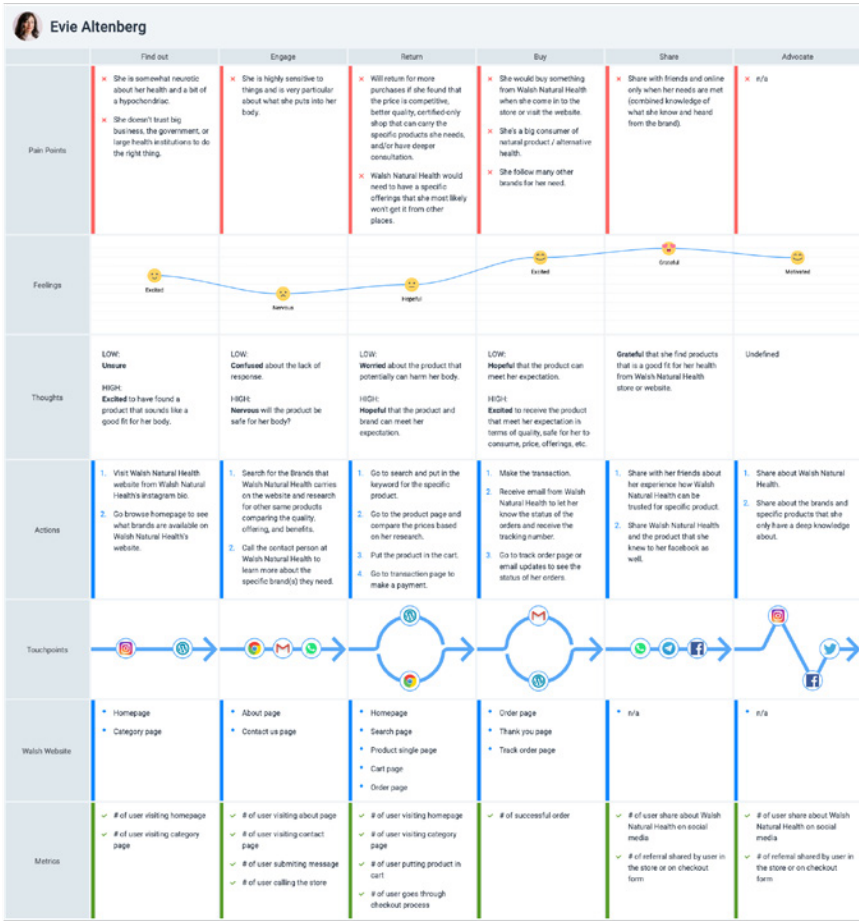 Evie Altenberg
Find out
Engage
Return
Buy
Share
Advocate
Pain Points
She is somewhat neurotic
about her health and a bit of
a hypochondriac.
She doesn't trust big
business, the government, or
large health institutions to do
the right thing.
She is highly sensitive to
things and is very particular
about what she puts into her
body.
Will return for more
purchases if she found that
the price is competitive,
better quality, certified-only
shop that can carry the
specific products she needs,
and/or have deeper
consultation.
Walsh Natural Health would
need to have a specific
offerings that she most likely
won't get it from other
places.
She would buy something
from Walsh Natural Health
when she come in to the
store or visit the website.
She's a big consumer of
natural product / alternative
health.
She follow many other
brands for her need.
Share with friends and online
only when her needs are met
(combined knowledge of
what she know and heard
from the brand).
n/a
Feelings
Excited
Nervous
Hopeful
Excited
Grateful
Motivated
Thoughts
LOW:
Unsure
HIGH:
Excited to have found a
product that sounds like a
good fit for her body.
LOW:
Confused about the lack of
response.
HIGH:
Nervous will the product be
safe for her body?
LOW:
Worried about the product that
potentially can harm her body.
HIGH:
Hopeful that the product and
brand can meet her
expectation.
LOW:
Hopeful that the product can
meet her expectation.
HIGH:
Excited to receive the product
that meet her expectation in
terms of quality, safe for her to
consume, price, offerings, etc.
Grateful that she find products
that is a good fit for her health
from Walsh Natural Health
store or website.
Undefined
Actions
1. Visit Walsh Natural Health
website from Walsh Natural
Health's instagram bio.
2. Go browse homepage to see
what brands are available on
Walsh Natural Health's
website.
1. Search for the Brands that
Walsh Natural Health carries
on the website and research
for other same products
comparing the quality,
offering, and benefits.
2. Call the contact person at
Walsh Natural Health to
learn more about the
specific brand(s) they need.
1. Go to search and put in the
keyword for the specific
product.
2. Go to the product page and
compare the prices based
on her research.
3. Put the product in the cart.
4. Go to transaction page to
make a payment.
1. Make the transaction.
2. Receive email from Walsh
Natural Health to let her
know the status of the
orders and receive the
tracking number.
3. Go to track order page or
email updates to see the
status of her orders.
1. Share with her friends about
her experience how Walsh
Natural Health can be
trusted for specific product.
2. Share Walsh Natural Health
and the product that she
knew to her facebook as
well.
1. Share about Walsh Natural
Health.
2. Share about the brands and
specific products that she
only have a deep knowledge
about.
Touchpoints
Walsh Website
Homepage
Category page
About page
Contact us page
Homepage
Search page
Product single page
Cart page
Order page
Order page
Thank you page
Track order page
n/a
n/a
Metrics
# of user visiting homepage
# of user visiting category
page
# of user visiting about page
# of user visiting contact
page
# of user submiting message
# of user calling the store
# of user visiting homepage
# of user visiting category
page
# of user putting product in
cart
# of user goes through
checkout process
# of successful order
# of user share about Walsh
Natural Health on social
media
# of referral shared by user in
the store or on checkout
form
# of user share about Walsh
Natural Health on social
media
# of referral shared by user in
the store or on checkout
form